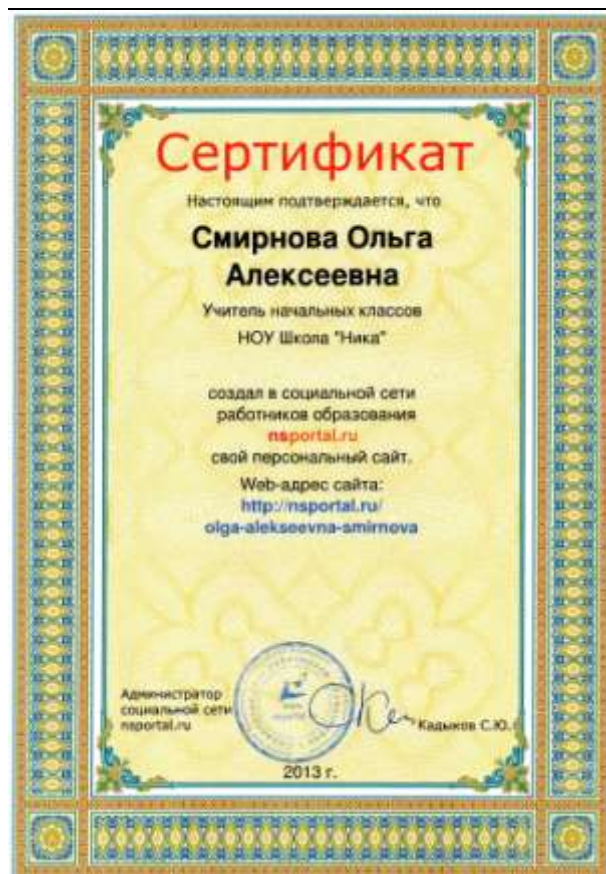 Сертификат
Настоящим подтверждается, что
Смирнова Ольга
Алексеевна
Учитель начальных классов
НОУ Школа "Ника"
создал в социальной сети
работников образования
nsportal.ru
свой персональный сайт.
Web-адрес сайта:
http://nsportal.ru/
olga-alekseevna-smirnova
Администратор
социальной сети
nsportal.ru
Кадыков С.Ю.
2013 г.